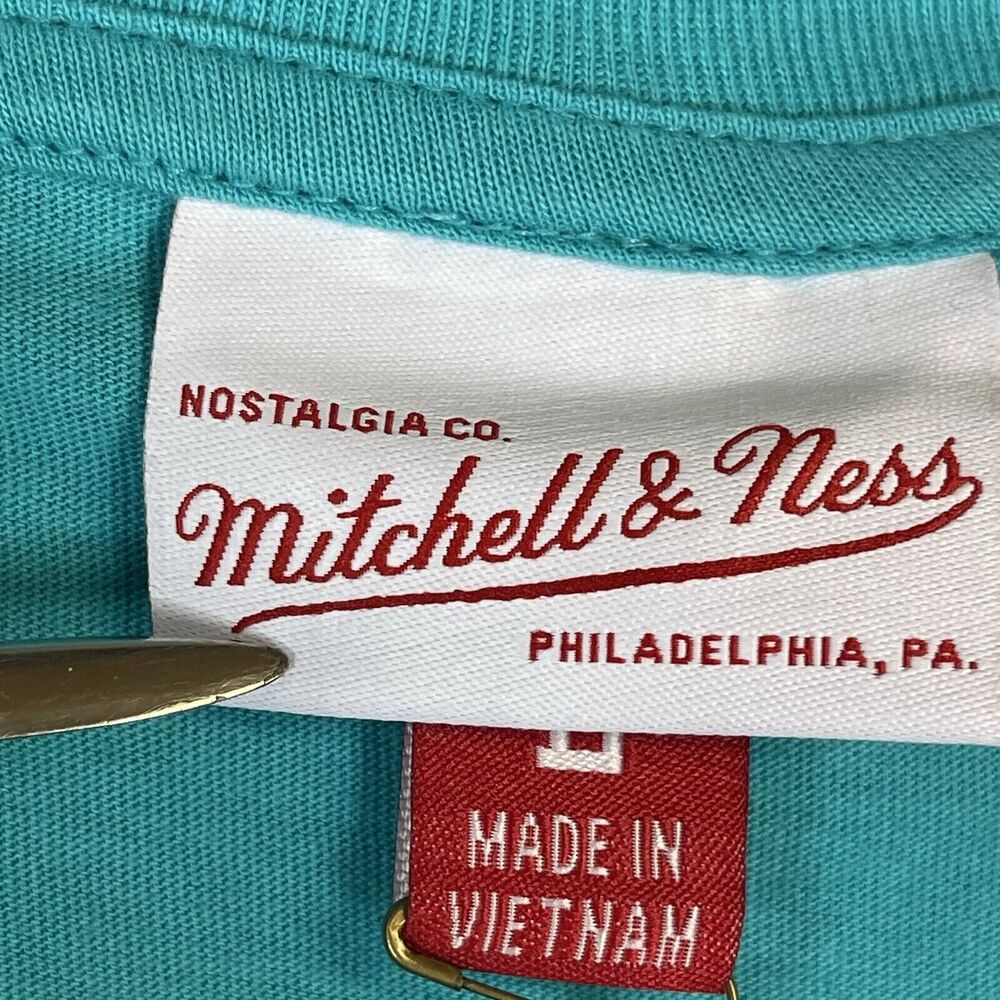 NOSTALGIA CO.
Mitchell & Ness
PHILADELPHIA, PA.
MADE IN
VIETNAM